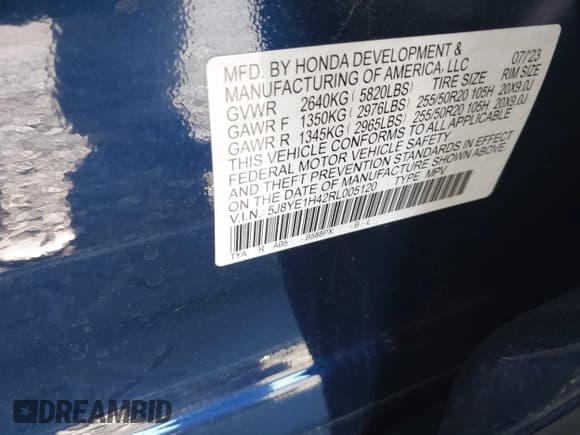 MFD. BY HONDA DEVELOPMENT & 07/23
MANUFACTURING OF AMERICA, LLC
GVWR 2640KG (5820LBS) TIRE SIZE RIM SIZE
GAWR F 1350KG (2976LBS) 255/50R20 105H 20X9.0J
GAWR R 1345KG (2965LBS) 255/50R20 105H 20X9.0J
THIS VEHICLE CONFORMS TO ALL APPLICABLE
FEDERAL MOTOR VEHICLE SAFETY
AND THEFT PREVENTION STANDARDS IN EFFECT
ON THE DATE OF MANUFACTURE SHOWN ABOVE.
V.I.N.: 5J8YE1H42RL005120 TYPE: MPV
TYA R AB5 - B588PX - B - L
DREAMBID